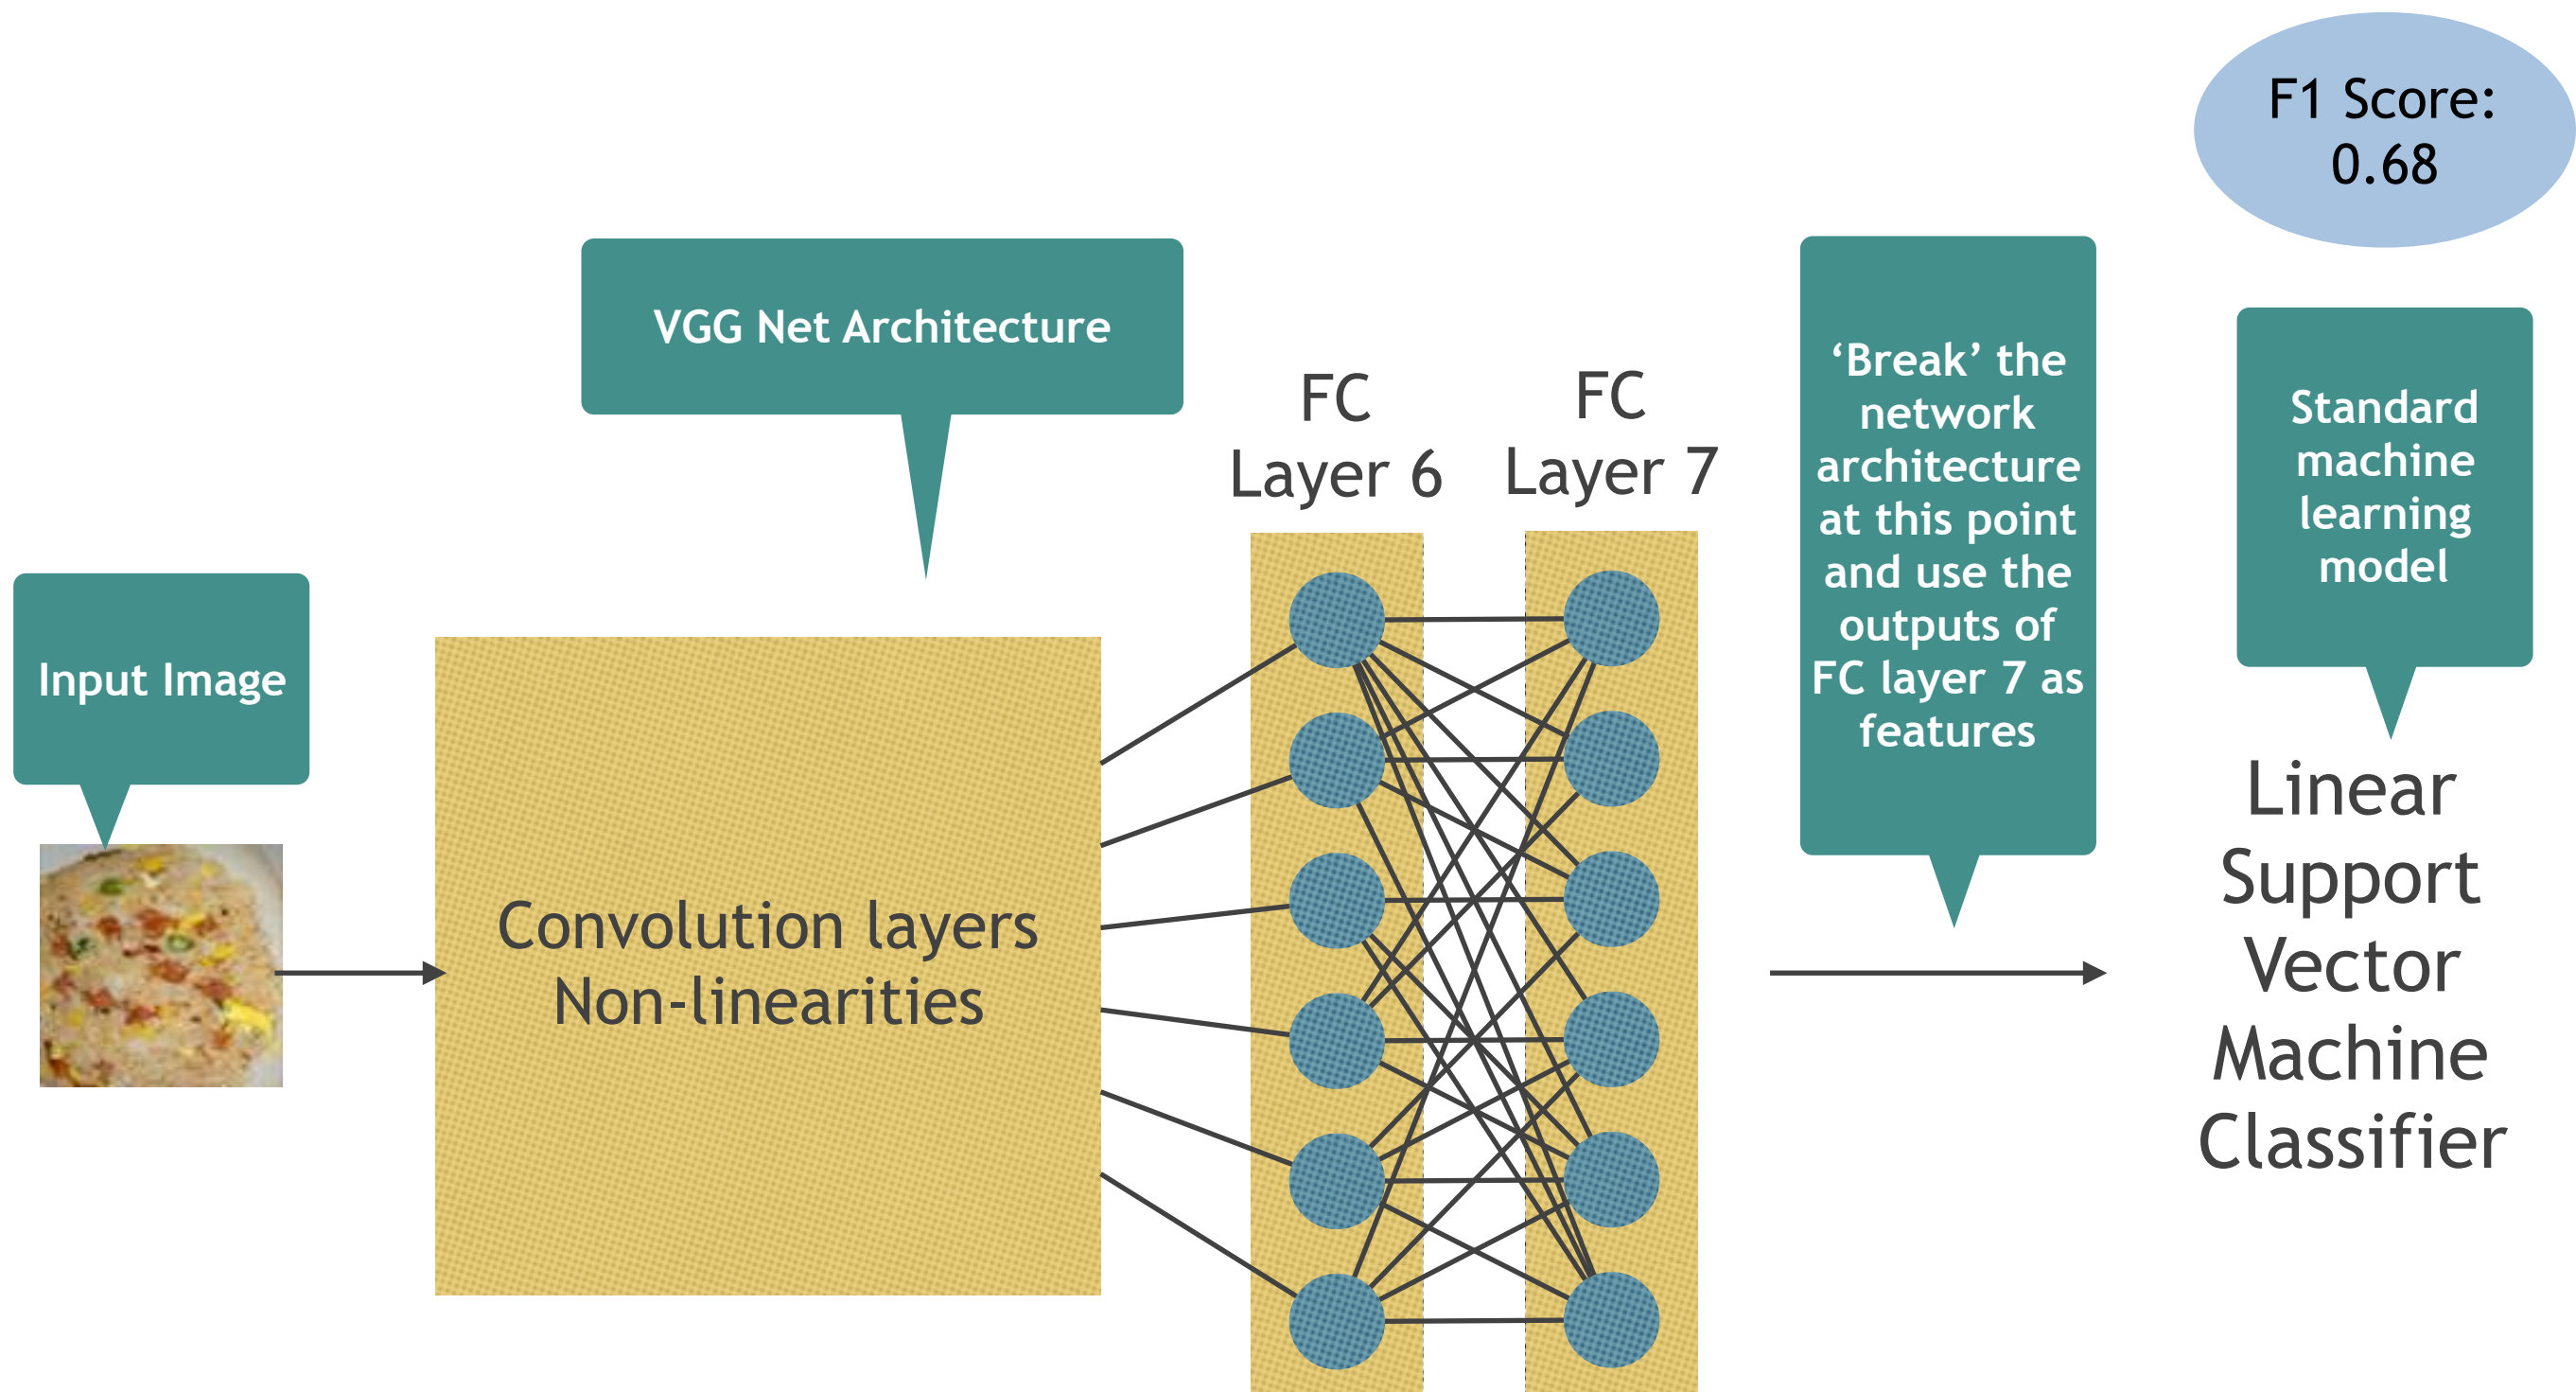 F1 Score:
0.68
VGG Net Architecture
FC
Layer 6
FC
Layer 7
‘Break’ the
network
architecture
at this point
and use the
outputs of
FC layer 7 as
features
Standard
machine
learning
model
Input Image
Convolution layers
Non-linearities
Linear
Support
Vector
Machine
Classifier